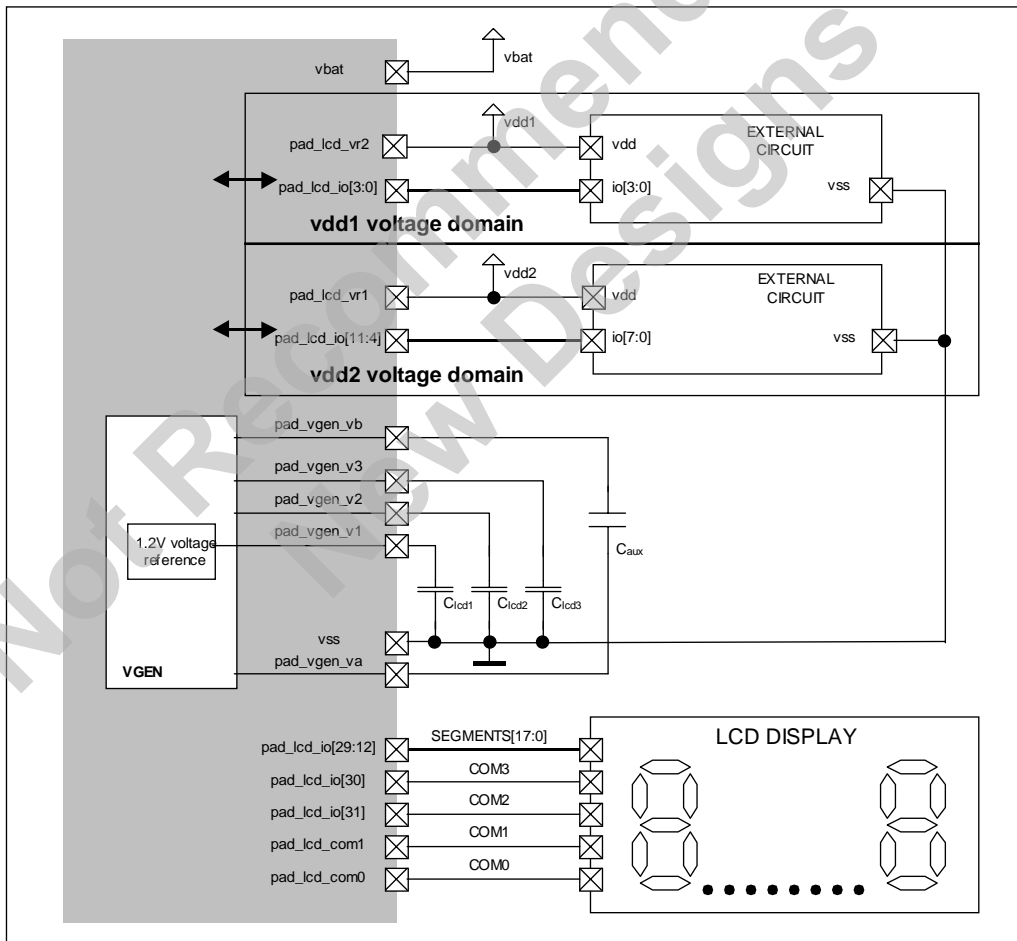 vbat
vbat
vdd1
pad_lcd_vr2
vdd
EXTERNAL
CIRCUIT
vss
pad_lcd_io[3:0]
io[3:0]
vdd1 voltage domain
vdd2
pad_lcd_vr1
vdd
EXTERNAL
CIRCUIT
vss
pad_lcd_io[11:4]
io[7:0]
vdd2 voltage domain
pad_vgen_vb
pad_vgen_v3
pad_vgen_v2
pad_vgen_v1
1.2V voltage
reference
Caux
Clcd1
Clcd2
Clcd3
vss
pad_vgen_va
VGEN
pad_lcd_io[29:12]
SEGMENTS[17:0]
LCD DISPLAY
pad_lcd_io[30]
COM3
pad_lcd_io[31]
COM2
pad_lcd_com1
COM1
pad_lcd_com0
COM0
Not Recommen
New Designs